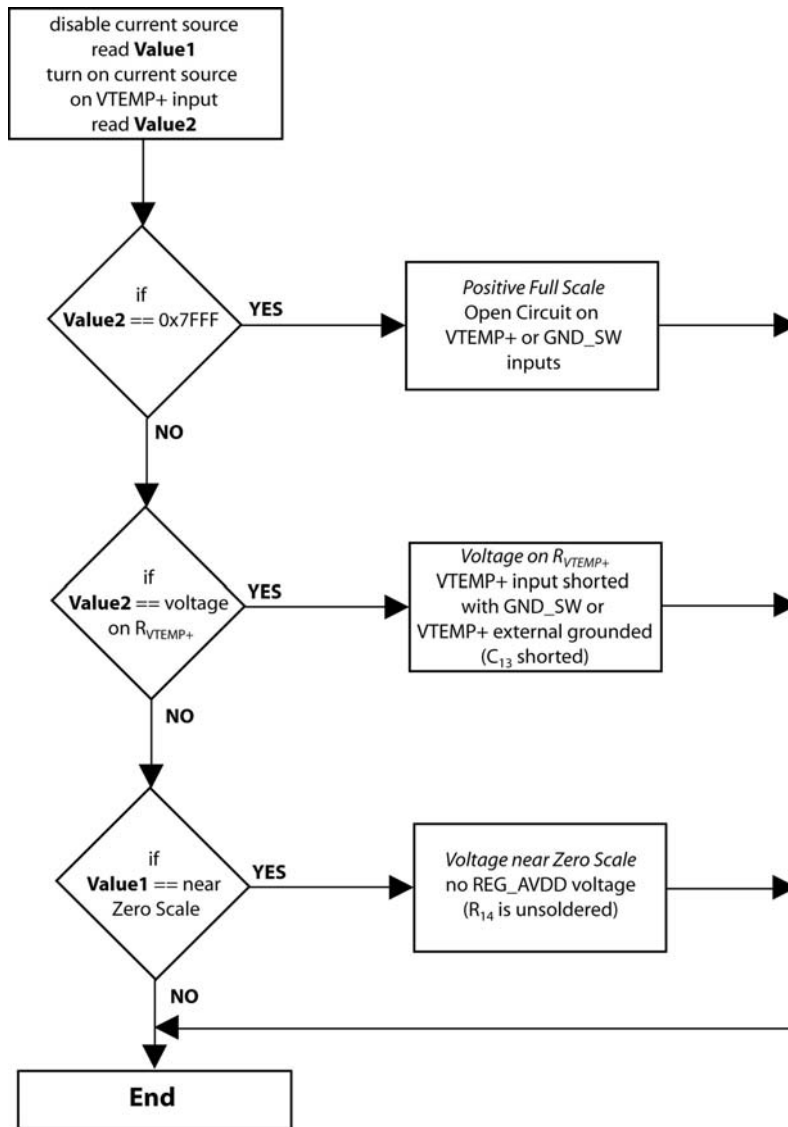 disable current source
read Value1
turn on current source
on VTEMP+ input
read Value2
if
Value2 == 0x7FFF
YES
Positive Full Scale
Open Circuit on
VTEMP+ or GND_SW
inputs
NO
if
Value2 == voltage
on RVTEMP+
YES
Voltage on RVTEMP+
VTEMP+ input shorted
with GND_SW or
VTEMP+ external grounded
(C13 shorted)
NO
if
Value1 == near
Zero Scale
YES
Voltage near Zero Scale
no REG_AVDD voltage
(R14 is unsoldered)
NO
End